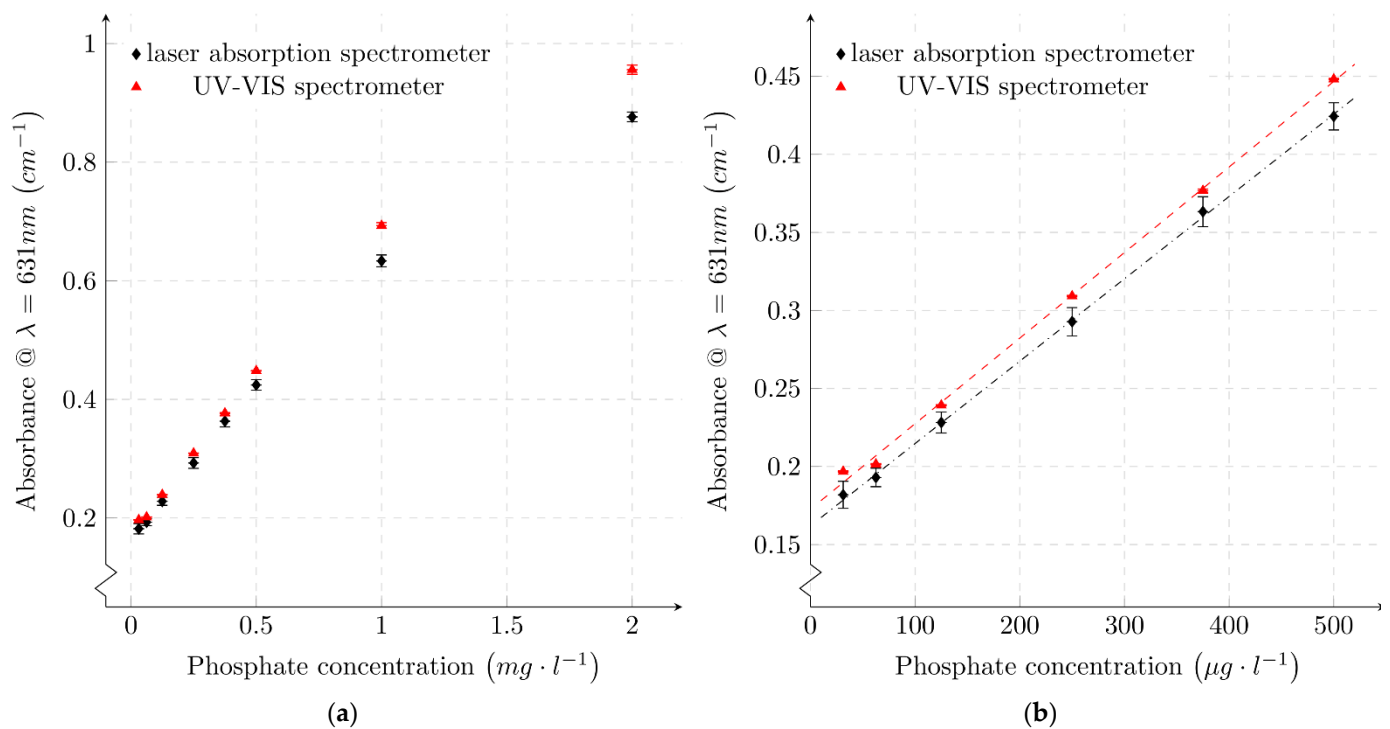 1
0.8
0.6
0.4
0.2
Absorbance @ λ = 631nm (cm⁻¹)
laser absorption spectrometer
UV-VIS spectrometer
0 0.5 1 1.5 2
Phosphate concentration (mg · l⁻¹)
(a)
0.45
0.4
0.35
0.3
0.25
0.2
0.15
Absorbance @ λ = 631nm (cm⁻¹)
laser absorption spectrometer
UV-VIS spectrometer
0 100 200 300 400 500
Phosphate concentration (μg · l⁻¹)
(b)